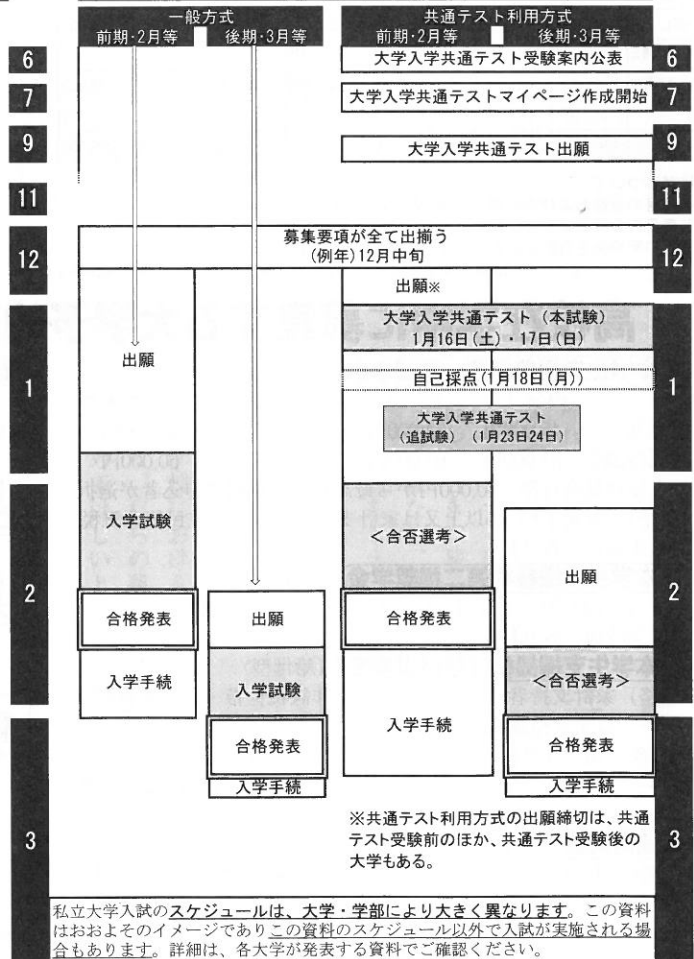 一般方式
共通テスト利用方式
前期・2月等
後期・3月等
前期・2月等
後期・3月等
6
大学入学共通テスト受験案内公表
6
7
大学入学共通テストマイページ作成開始
7
9
大学入学共通テスト出願
9
11
11
12
募集要項が全て出揃う
(例年)12月中旬
12
出願※
大学入学共通テスト（本試験）
1月16日(土)・17日(日)
出願
自己採点(1月18日(月))
1
1
大学入学共通テスト
(追試験) (1月23日24日)
入学試験
<合否選考>
出願
2
2
合格発表
出願
合格発表
入学手続
入学試験
<合否選考>
入学手続
合格発表
合格発表
入学手続
入学手続
※共通テスト利用方式の出願締切は、共通
テスト受験前のほか、共通テスト受験後の
大学もある。
3
3
私立大学入試のスケジュールは、大学・学部により大きく異なります。この資料
はおおよそのイメージでありこの資料のスケジュール以外で入試が実施される場
合もあります。詳細は、各大学が発表する資料でご確認ください。